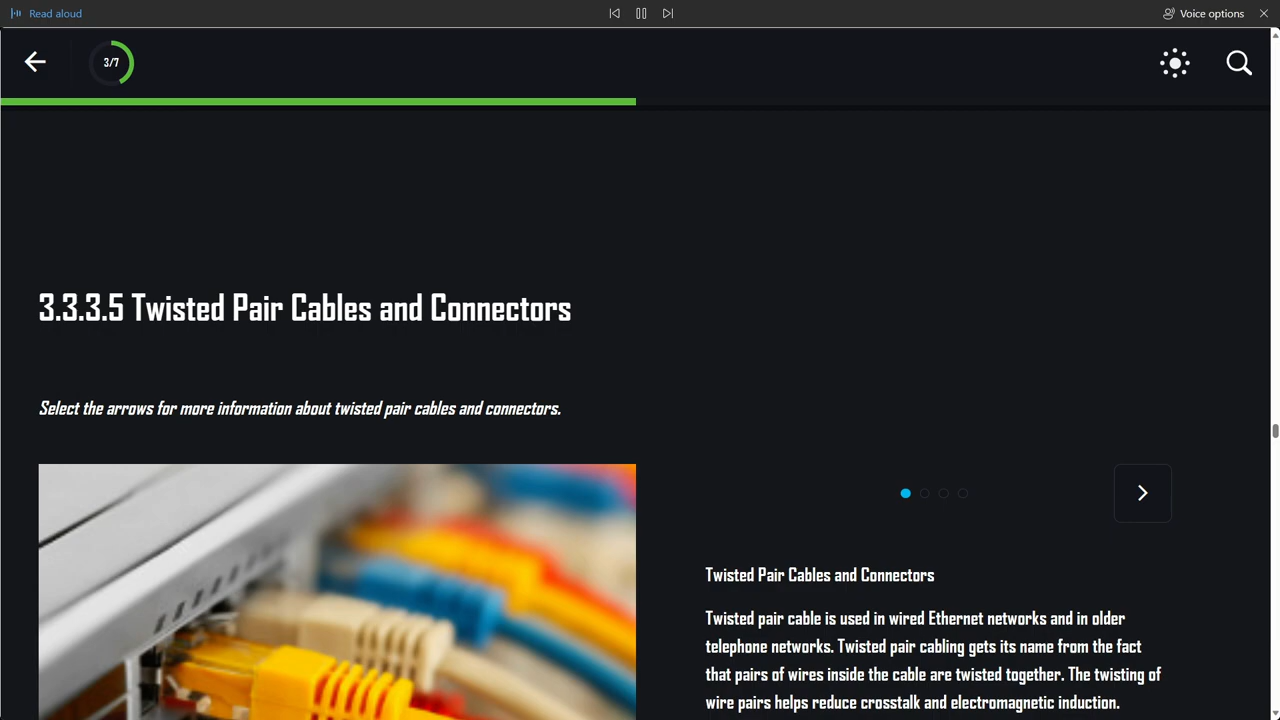 Read aloud
Voice options
3/7
3.3.3.5 Twisted Pair Cables and Connectors
Select the arrows for more information about twisted pair cables and connectors.
Twisted Pair Cables and Connectors
Twisted pair cable is used in wired Ethernet networks and in older
telephone networks. Twisted pair cabling gets its name from the fact
that pairs of wires inside the cable are twisted together. The twisting of
wire pairs helps reduce crosstalk and electromagnetic induction.